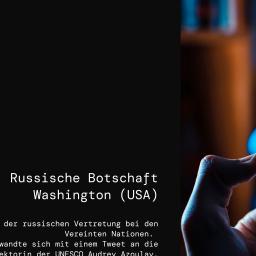 Russische Botschaft
Washington (USA)
der russischen Vertretung bei den
Vereinten Nationen.
wandte sich mit einem Tweet an die
ektorin der UNESCO Audrey Azoulay,